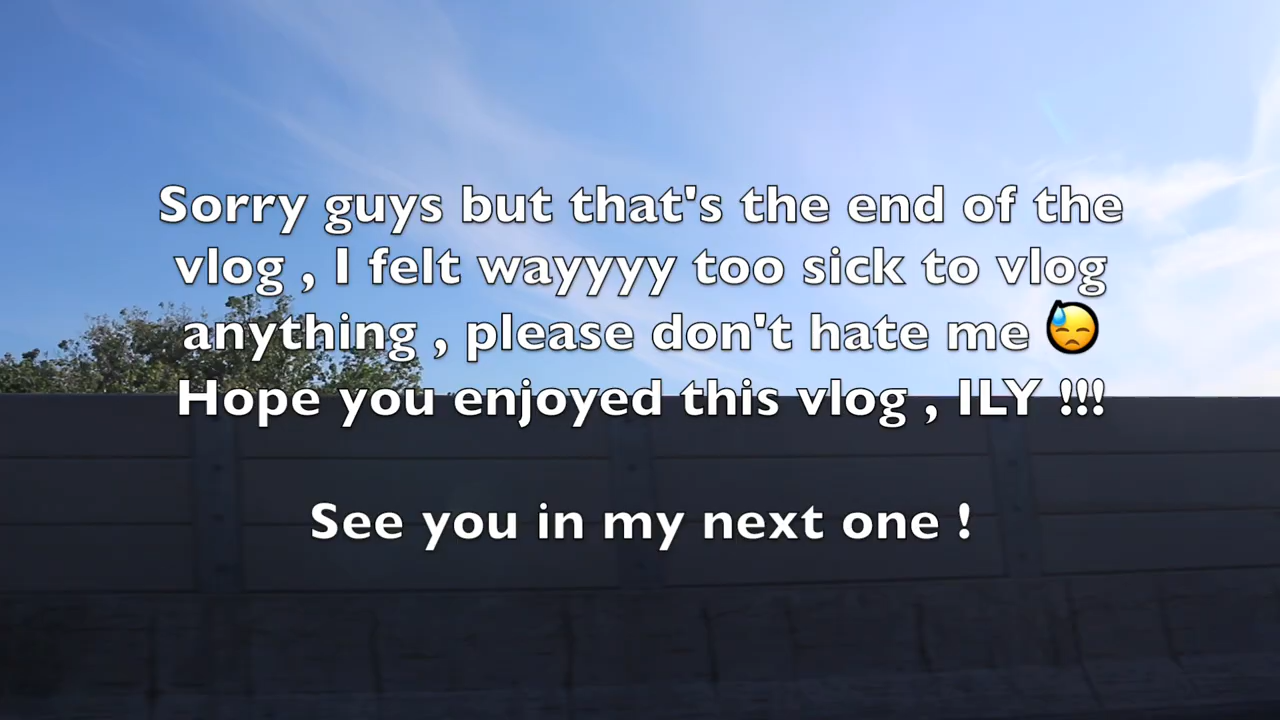 Sorry guys but that's the end of the
vlog , I felt wayyyy too sick to vlog
anything , please don't hate me 😓
Hope you enjoyed this vlog , ILY !!!
See you in my next one !